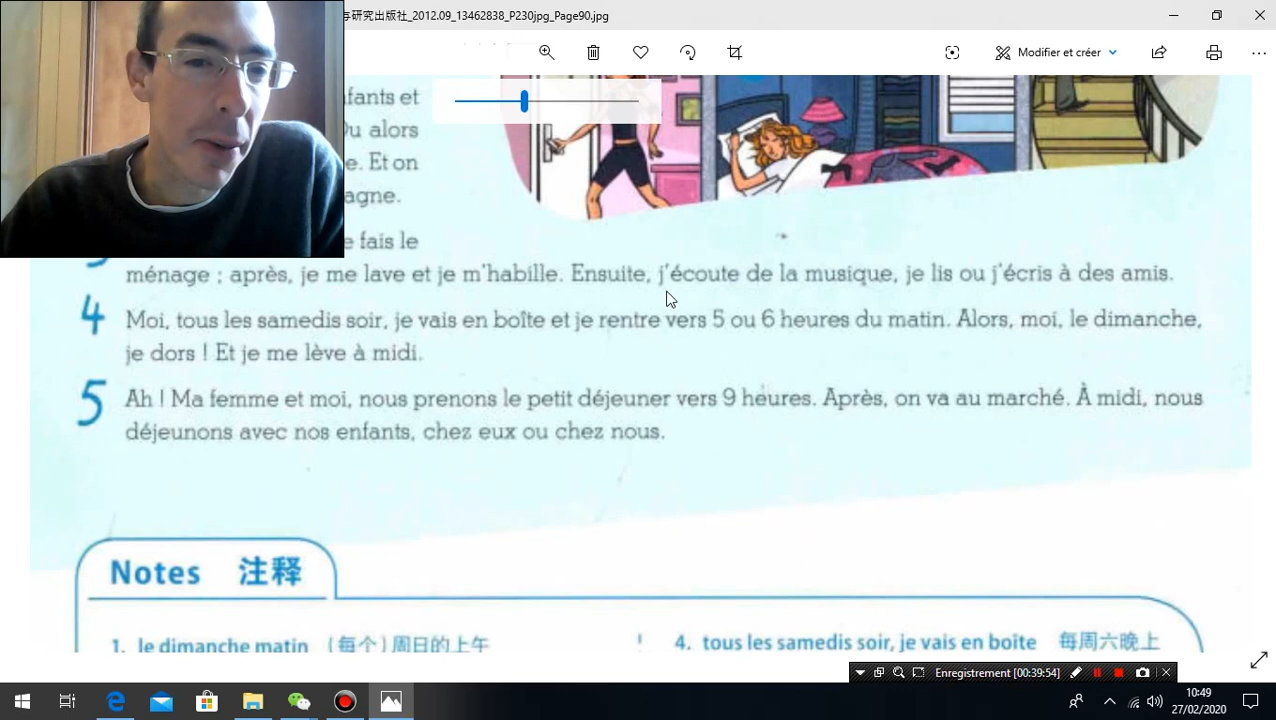 与研究出版社_2012.09_13462838_P230jpg_Page90.jpg
Modifier et créer
nfants et
Ou alors
e. Et on
agne.
e fais le
ménage ; après, je me lave et je m'habille. Ensuite, j'écoute de la musique, je lis ou j'écris à des amis.
4 Moi, tous les samedis soir, je vais en boîte et je rentre vers 5 ou 6 heures du matin. Alors, moi, le dimanche,
je dors ! Et je me lève à midi.
5 Ah ! Ma femme et moi, nous prenons le petit déjeuner vers 9 heures. Après, on va au marché. À midi, nous
déjeunons avec nos enfants, chez eux ou chez nous.
Notes 注释
1. le dimanche matin （每个）周日的上午
4. tous les samedis soir, je vais en boîte 每周六晚上
Enregistrement [00:39:54]
10:49
27/02/2020